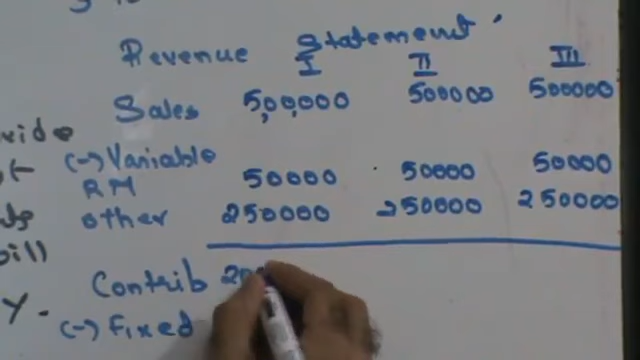 Revenue Statement
I II III
Sales 5,00,000 500000 500000
(-) Variable
RM 50000 50000 50000
other 250000 250000 250000
Contrib
(-) Fixed
Y.